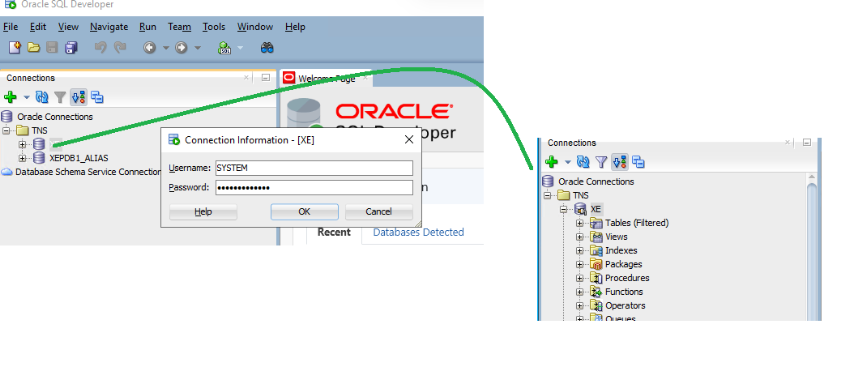 Oracle SQL Developer
File Edit View Navigate Run Team Tools Window Help
Connections
Oracle Connections
TNS
XEPDB1_ALIAS
Database Schema Service Connection
Welcome Page
ORACLE
SQL Developer
Connection Information - [XE]
Username: SYSTEM
Password: •••••••••••••
Help OK Cancel
Recent Databases Detected
Connections
Oracle Connections
TNS
XE
Tables (Filtered)
Views
Indexes
Packages
Procedures
Functions
Operators
Queues